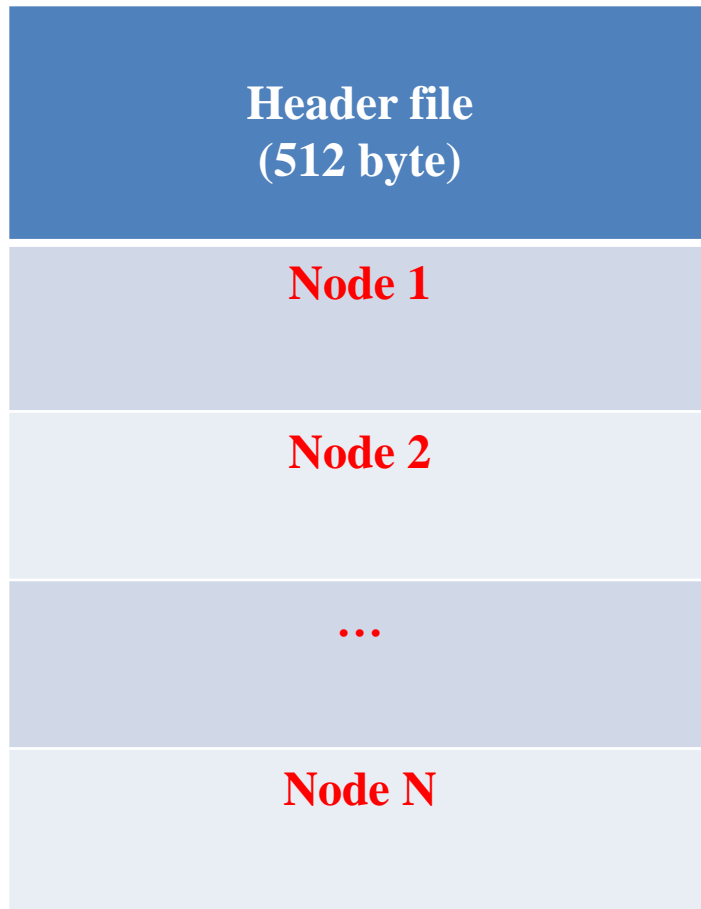 Header file
(512 byte)
Node 1
Node 2
…
Node N